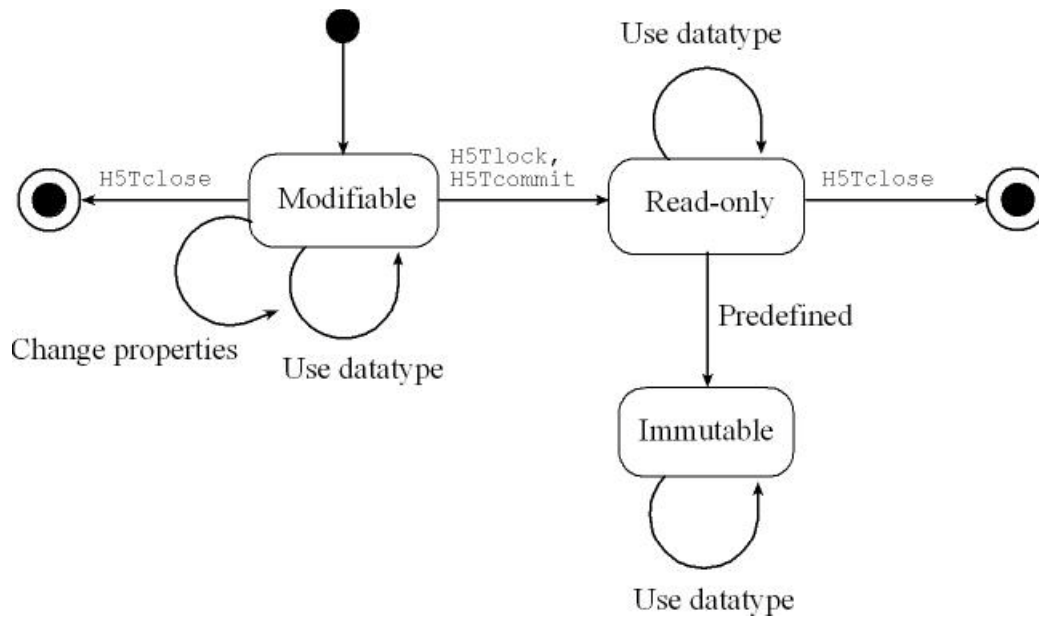 Use datatype
H5Tclose
Modifiable
H5Tlock,
H5Tcommit
Read-only
H5Tclose
Change properties
Use datatype
Predefined
Immutable
Use datatype